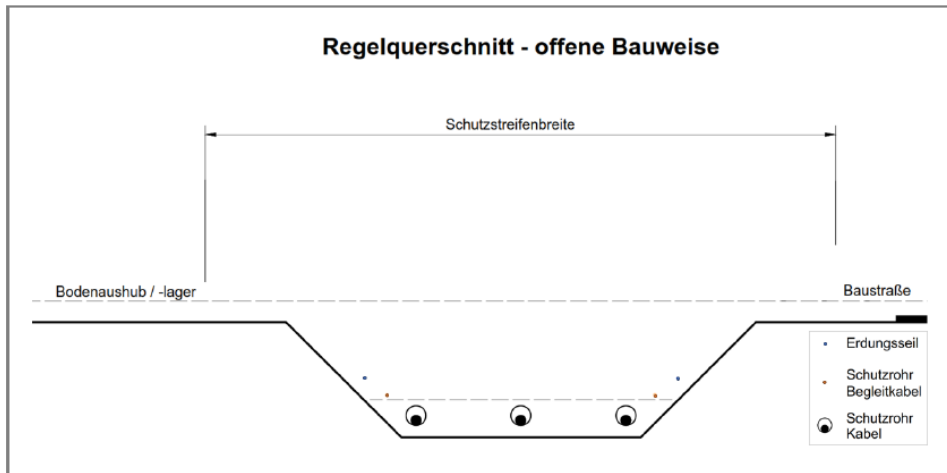 Regelquerschnitt - offene Bauweise
Schutzstreifenbreite
Bodenaushub / -lager
Baustraße
Erdungsseil
Schutzrohr
Begleitkabel
Schutzrohr
Kabel